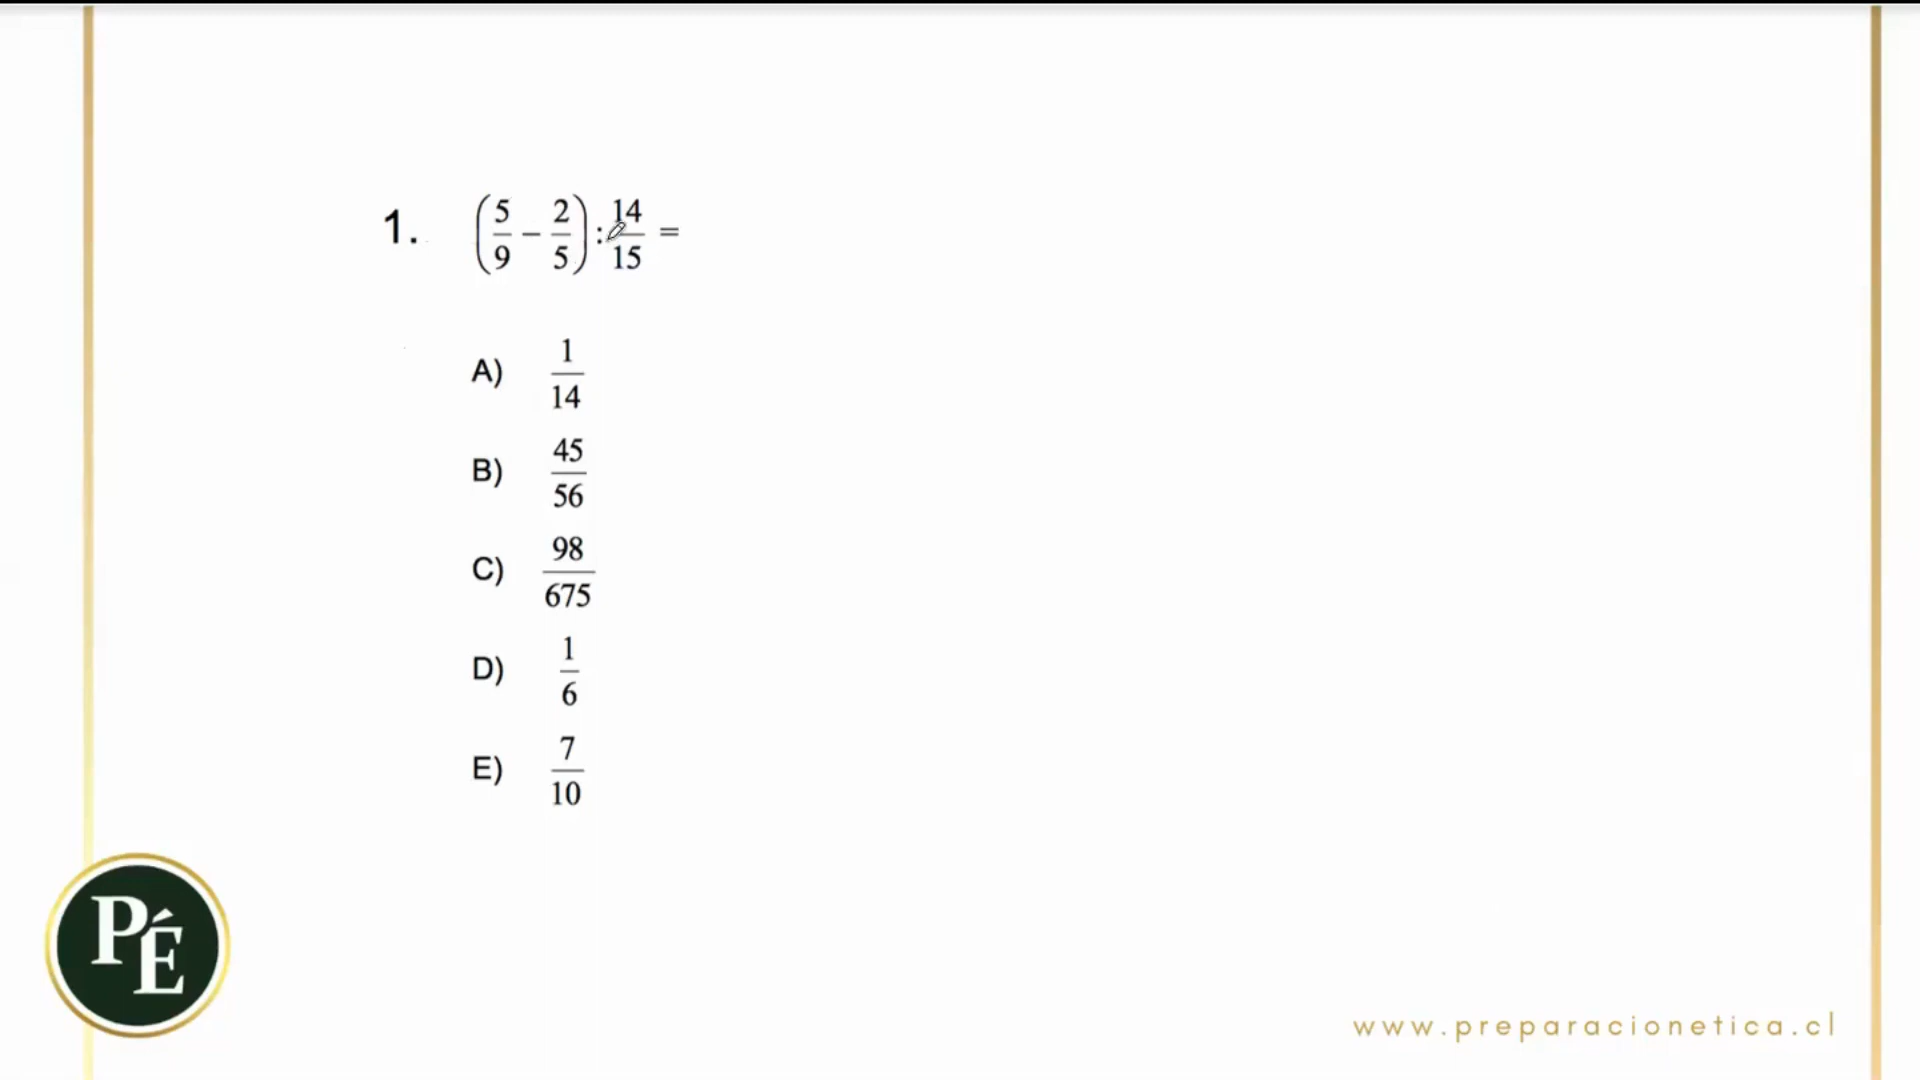 1. (5/9 − 2/5) : 14/15 =
A) 1/14
B) 45/56
C) 98/675
D) 1/6
E) 7/10
PÉ
www.preparacionetica.cl